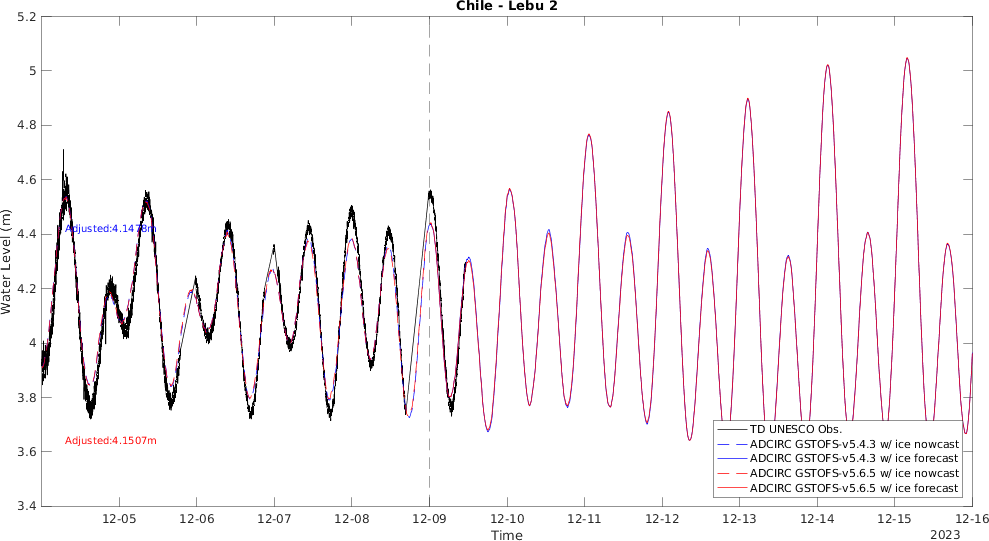 Chile - Lebu 2
5.2
5
4.8
4.6
4.4
4.2
4
3.8
3.6
3.4
Water Level (m)
Adjusted:4.1478m
Adjusted:4.1507m
TD UNESCO Obs.
ADCIRC GSTOFS-v5.4.3 w/ ice nowcast
ADCIRC GSTOFS-v5.4.3 w/ ice forecast
ADCIRC GSTOFS-v5.6.5 w/ ice nowcast
ADCIRC GSTOFS-v5.6.5 w/ ice forecast
12-05 12-06 12-07 12-08 12-09 12-10 12-11 12-12 12-13 12-14 12-15 12-16
Time
2023